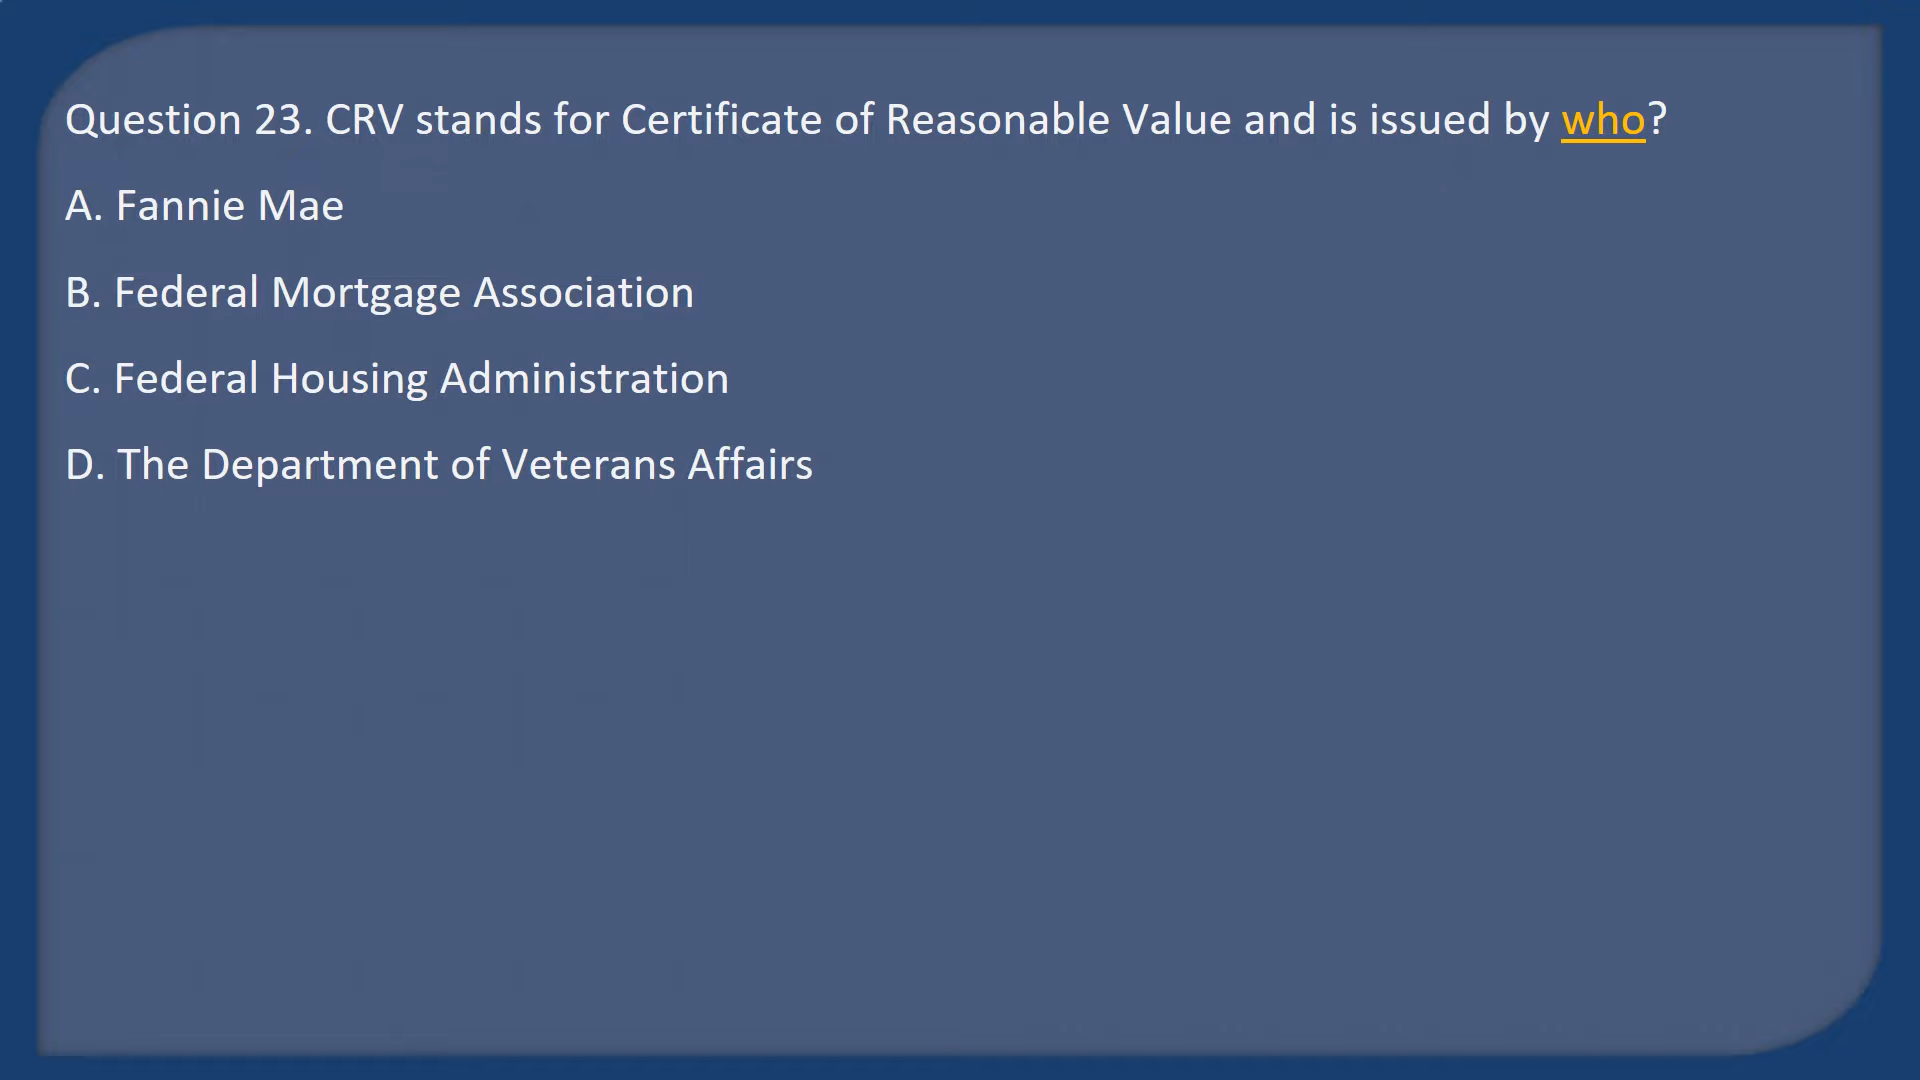 Question 23. CRV stands for Certificate of Reasonable Value and is issued by who?
A. Fannie Mae
B. Federal Mortgage Association
C. Federal Housing Administration
D. The Department of Veterans Affairs